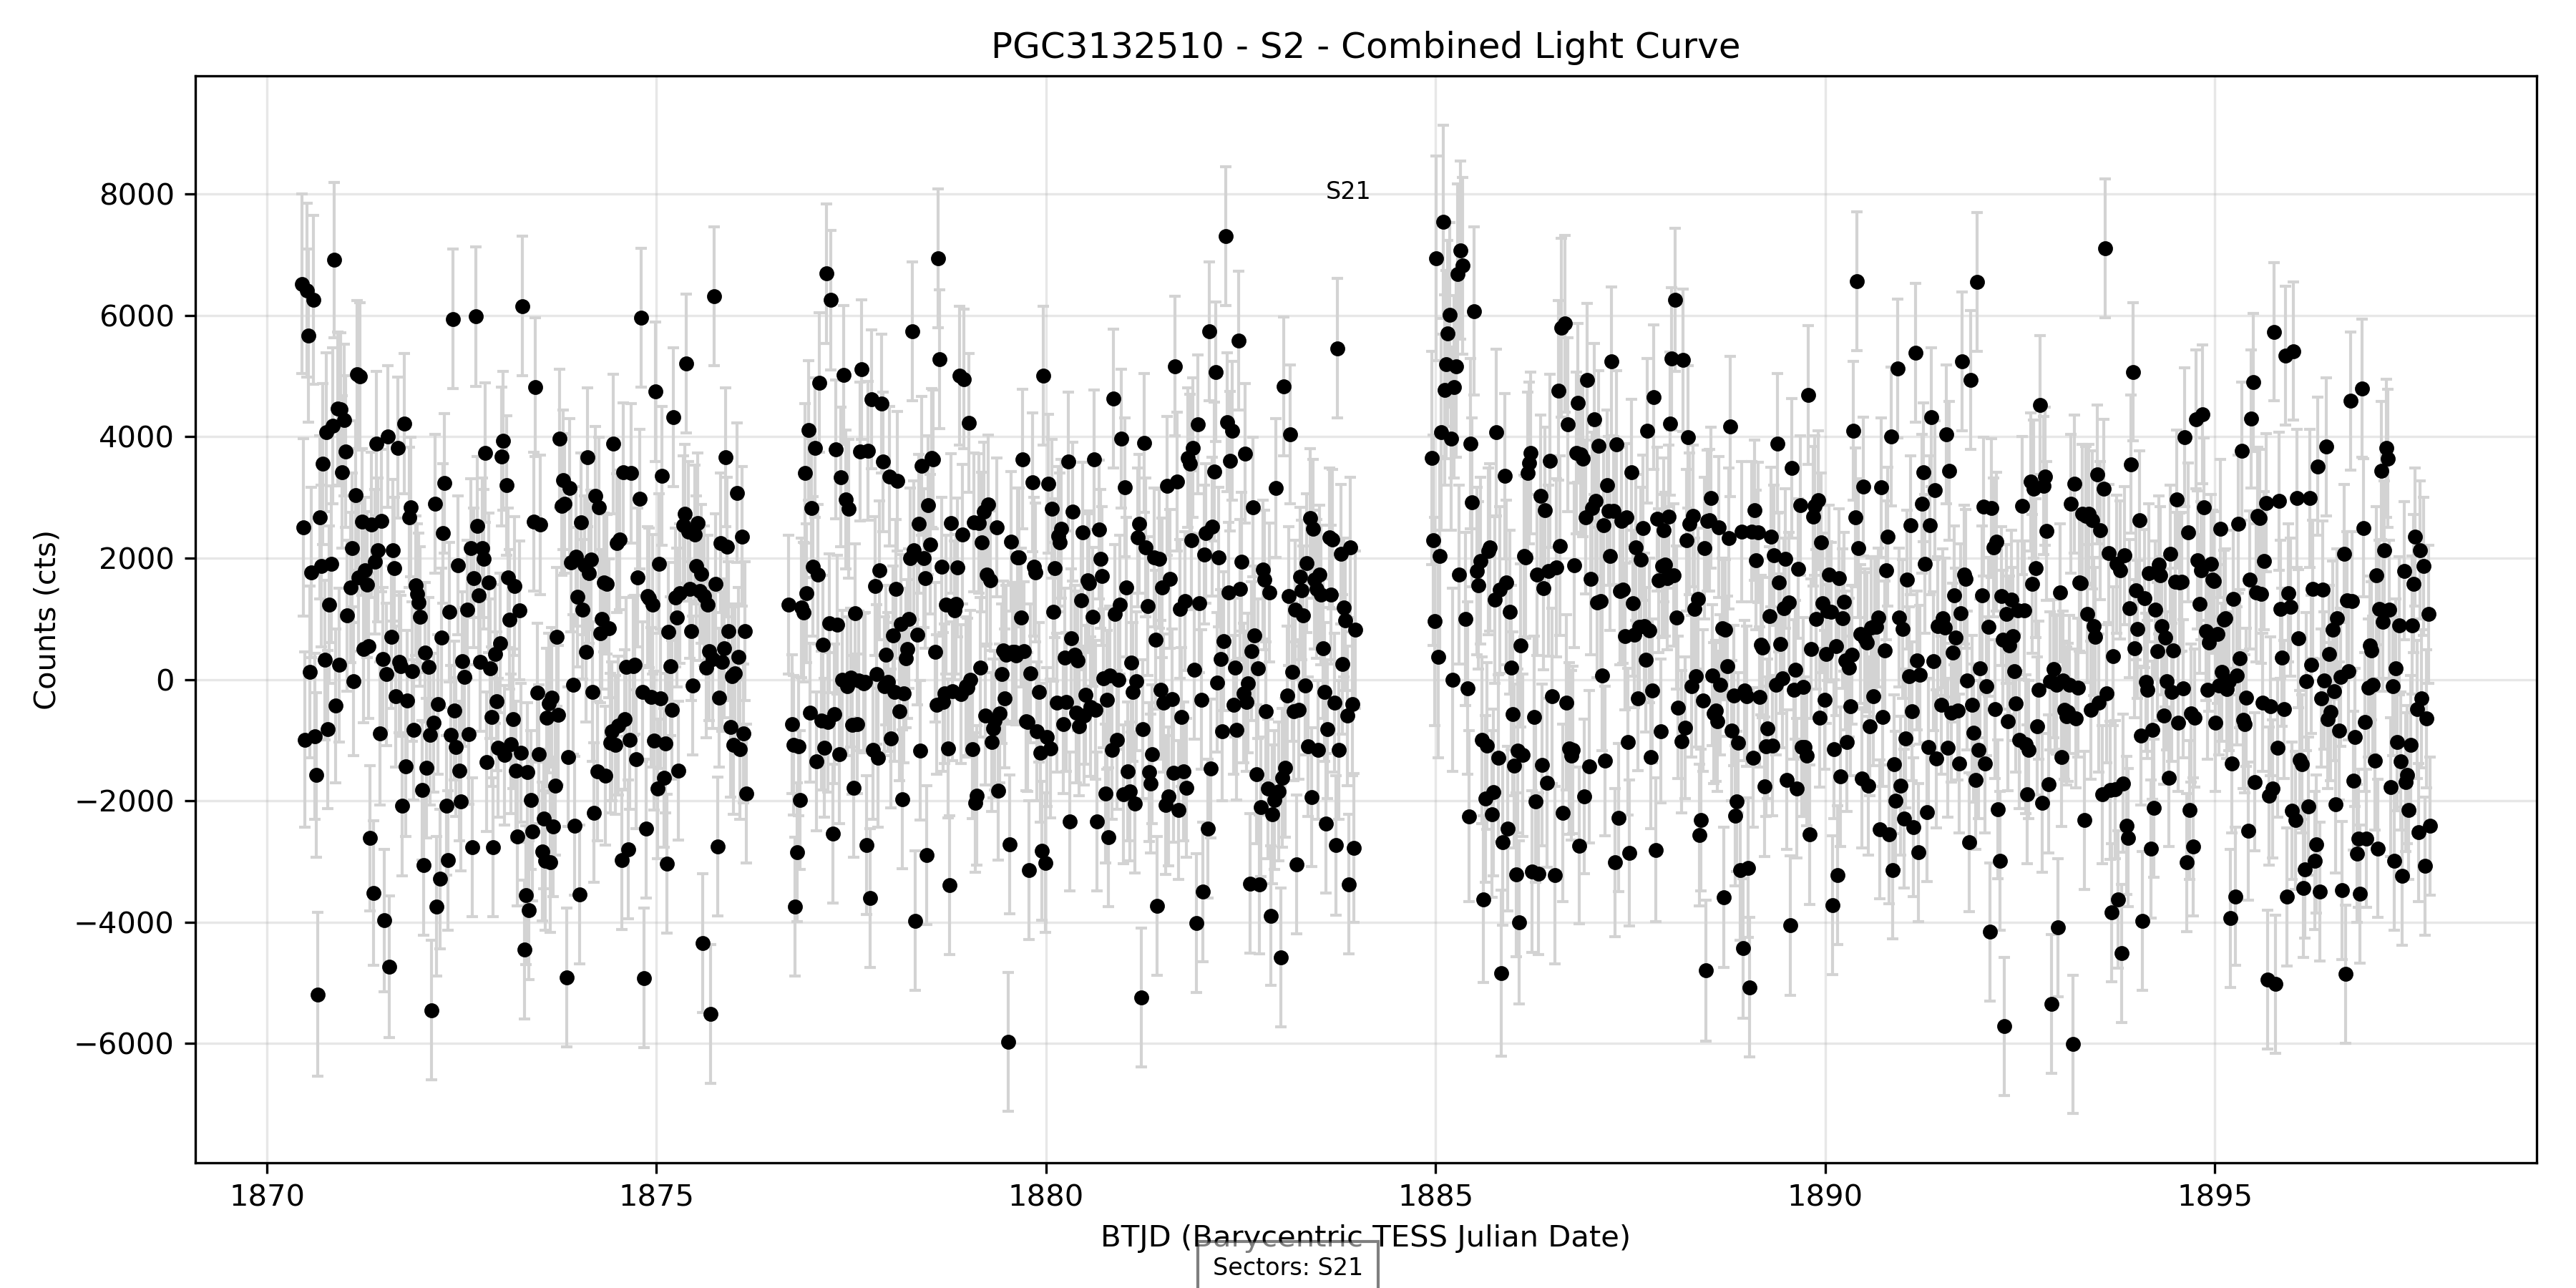 PGC3132510 - S2 - Combined Light Curve
Counts (cts)
8000
6000
4000
2000
0
−2000
−4000
−6000
S21
1870
1875
1880
1885
1890
1895
BTJD (Barycentric TESS Julian Date)
Sectors: S21